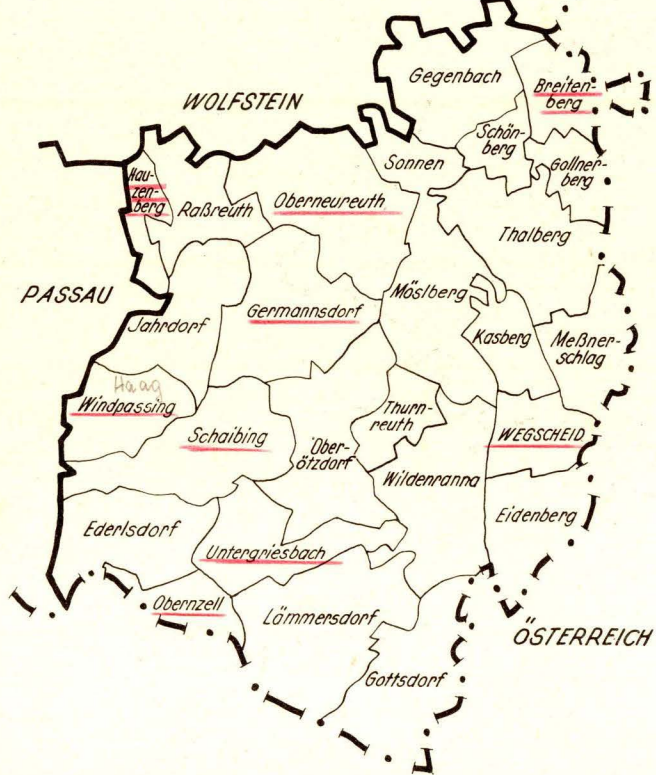 Gegenbach
Breiten-
berg
WOLFSTEIN
Schön-
berg
Sonnen
Gollner-
berg
Hau-
zen-
berg
Raßreuth
Oberneureuth
Thalberg
PASSAU
Möslberg
Jahrdorf
Germannsdorf
Kasberg
Meßner-
schlag
Haag
Windpassing
Thurn-
reuth
Schaibing
WEGSCHEID
Ober-
ötzdorf
Wildenranna
Ederlsdorf
Eidenberg
Untergriesbach
Obernzell
Lämmersdorf
ÖSTERREICH
Gottsdorf